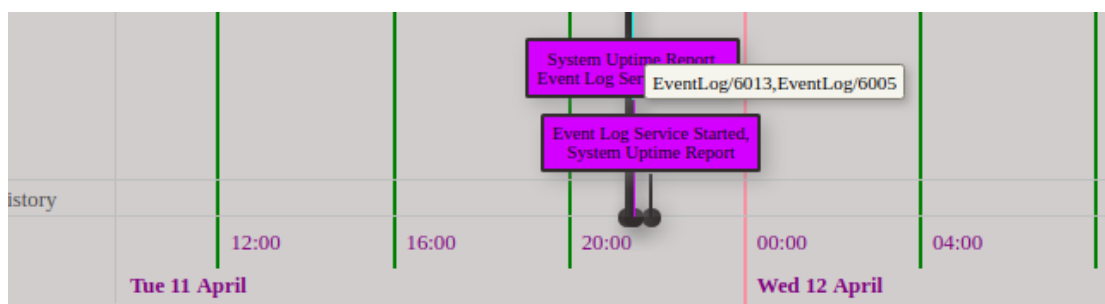 System Uptime Report
Event Log Ser
EventLog/6013,EventLog/6005
Event Log Service Started,
System Uptime Report
istory
12:00
16:00
20:00
00:00
04:00
Tue 11 April
Wed 12 April